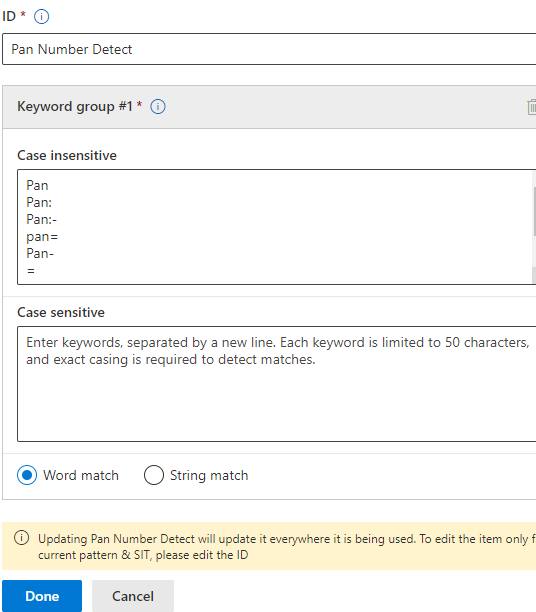 ID *
Pan Number Detect
Keyword group #1 *
Case insensitive
Pan
Pan:
Pan:-
pan=
Pan-
=
Case sensitive
Enter keywords, separated by a new line. Each keyword is limited to 50 characters,
and exact casing is required to detect matches.
Word match String match
Updating Pan Number Detect will update it everywhere it is being used. To edit the item only f
current pattern & SIT, please edit the ID
Done Cancel